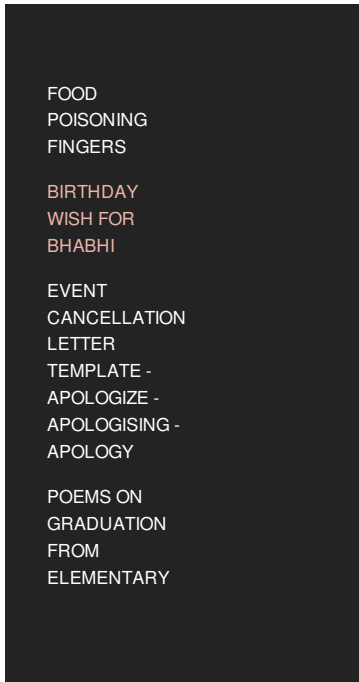 FOOD
POISONING
FINGERS
BIRTHDAY
WISH FOR
BHABHI
EVENT
CANCELLATION
LETTER
TEMPLATE -
APOLOGIZE -
APOLOGISING -
APOLOGY
POEMS ON
GRADUATION
FROM
ELEMENTARY